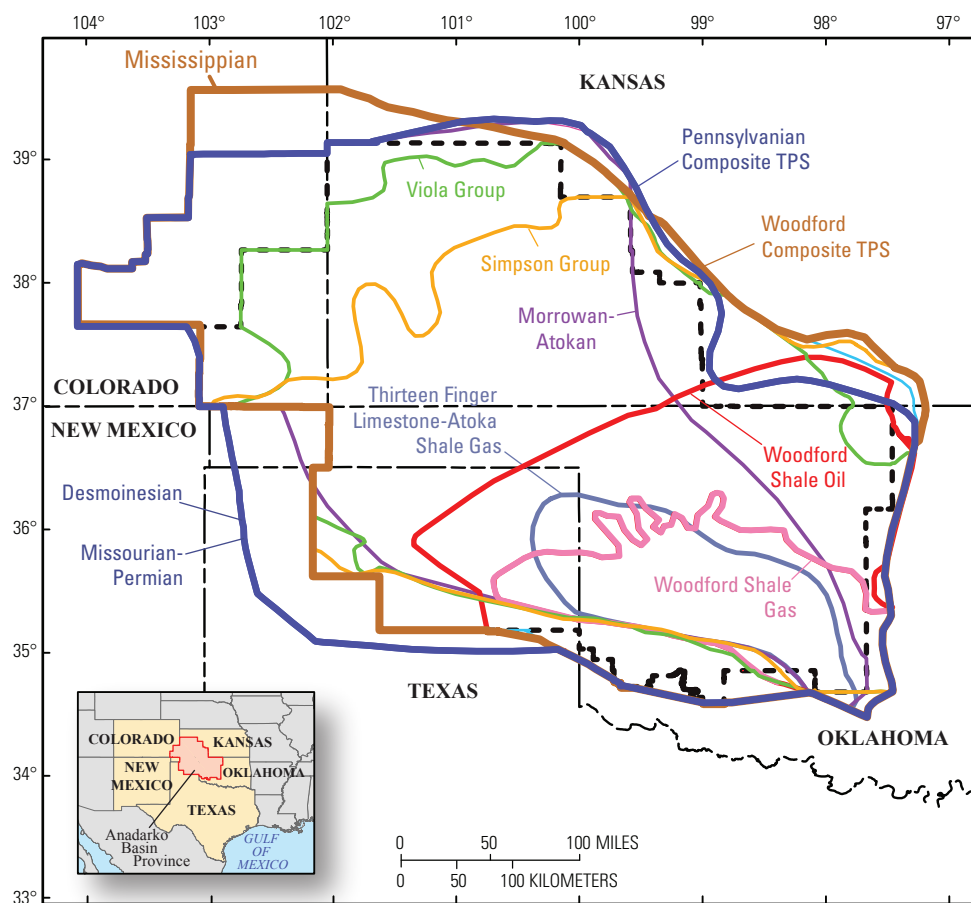 104°
103°
102°
101°
100°
99°
98°
97°
Mississippian
KANSAS
39°
Pennsylvanian
Composite TPS
Viola Group
Woodford
Composite TPS
Simpson Group
38°
Morrowan-
Atokan
COLORADO
37°
NEW MEXICO
Thirteen Finger
Limestone-Atoka
Shale Gas
Woodford
Shale Oil
Desmoinesian
36°
Missourian-
Permian
Woodford Shale
Gas
35°
TEXAS
OKLAHOMA
34°
33°
COLORADO
KANSAS
NEW
MEXICO
OKLAHOMA
TEXAS
Anadarko
Basin
Province
GULF
OF
MEXICO
0 50 100 MILES
0 50 100 KILOMETERS